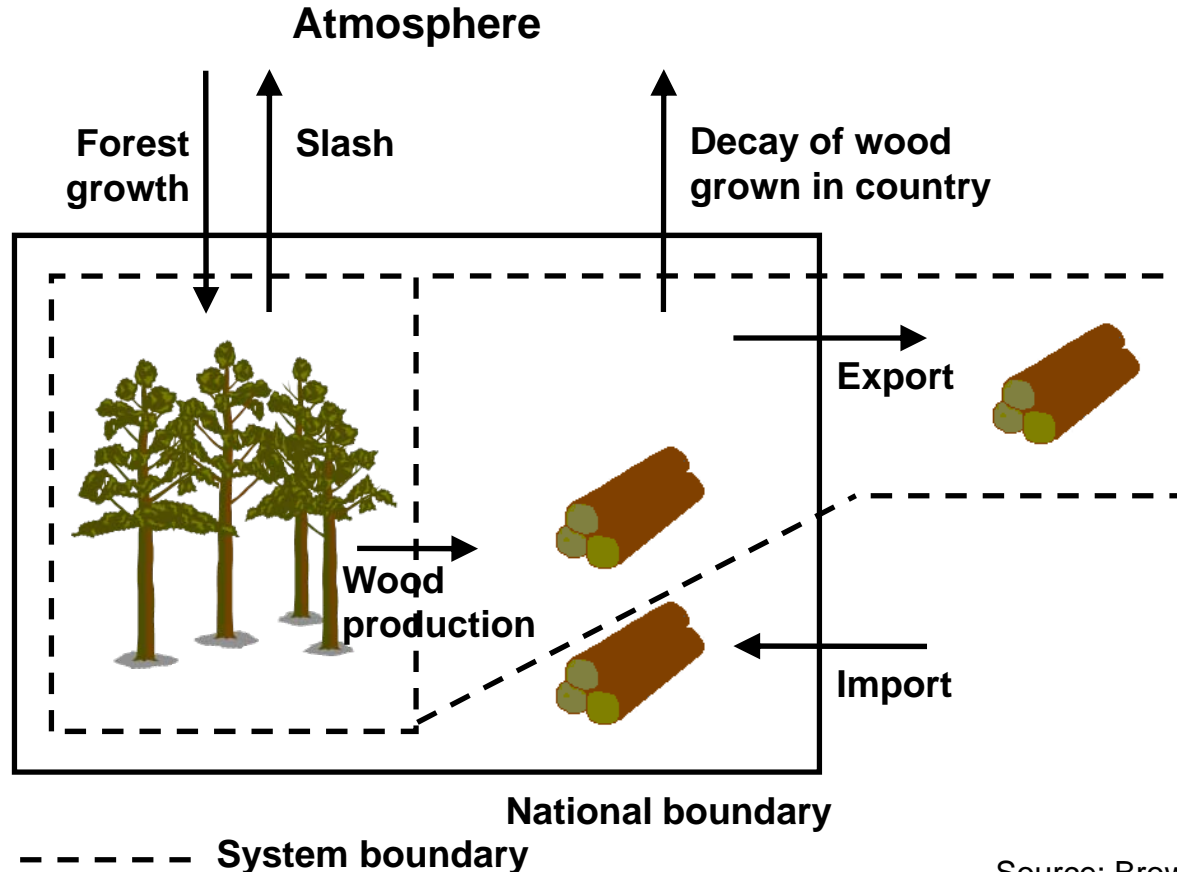 Atmosphere
Forest
growth
Slash
Decay of wood
grown in country
Export
Wood
production
Import
National boundary
System boundary
Source: